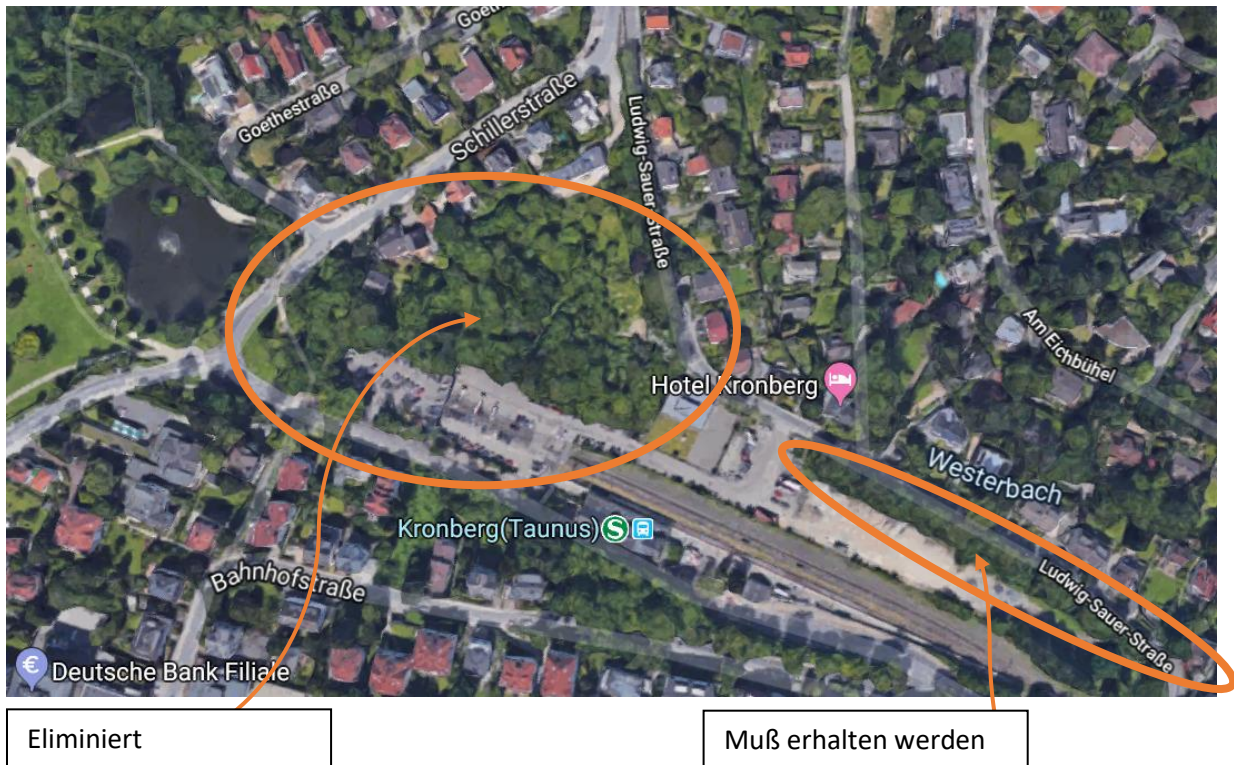 Goe
Goethestraße
Schillerstraße
Ludwig-Sauer-Straße
Hotel Kronberg
Am Eichbühel
Westerbach
Kronberg(Taunus)
S
Ludwig-Sauer-Straße
Bahnhofstraße
€ Deutsche Bank Filiale
Eliminiert
Muß erhalten werden